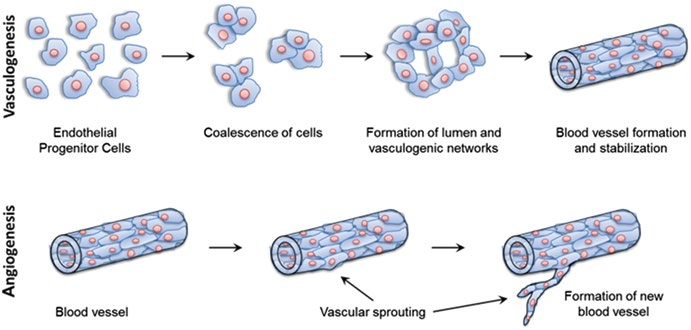 Vasculogenesis
Endothelial
Progenitor Cells
Coalescence of cells
Formation of lumen and
vasculogenic networks
Blood vessel formation
and stabilization
Angiogenesis
Blood vessel
Vascular sprouting
Formation of new
blood vessel